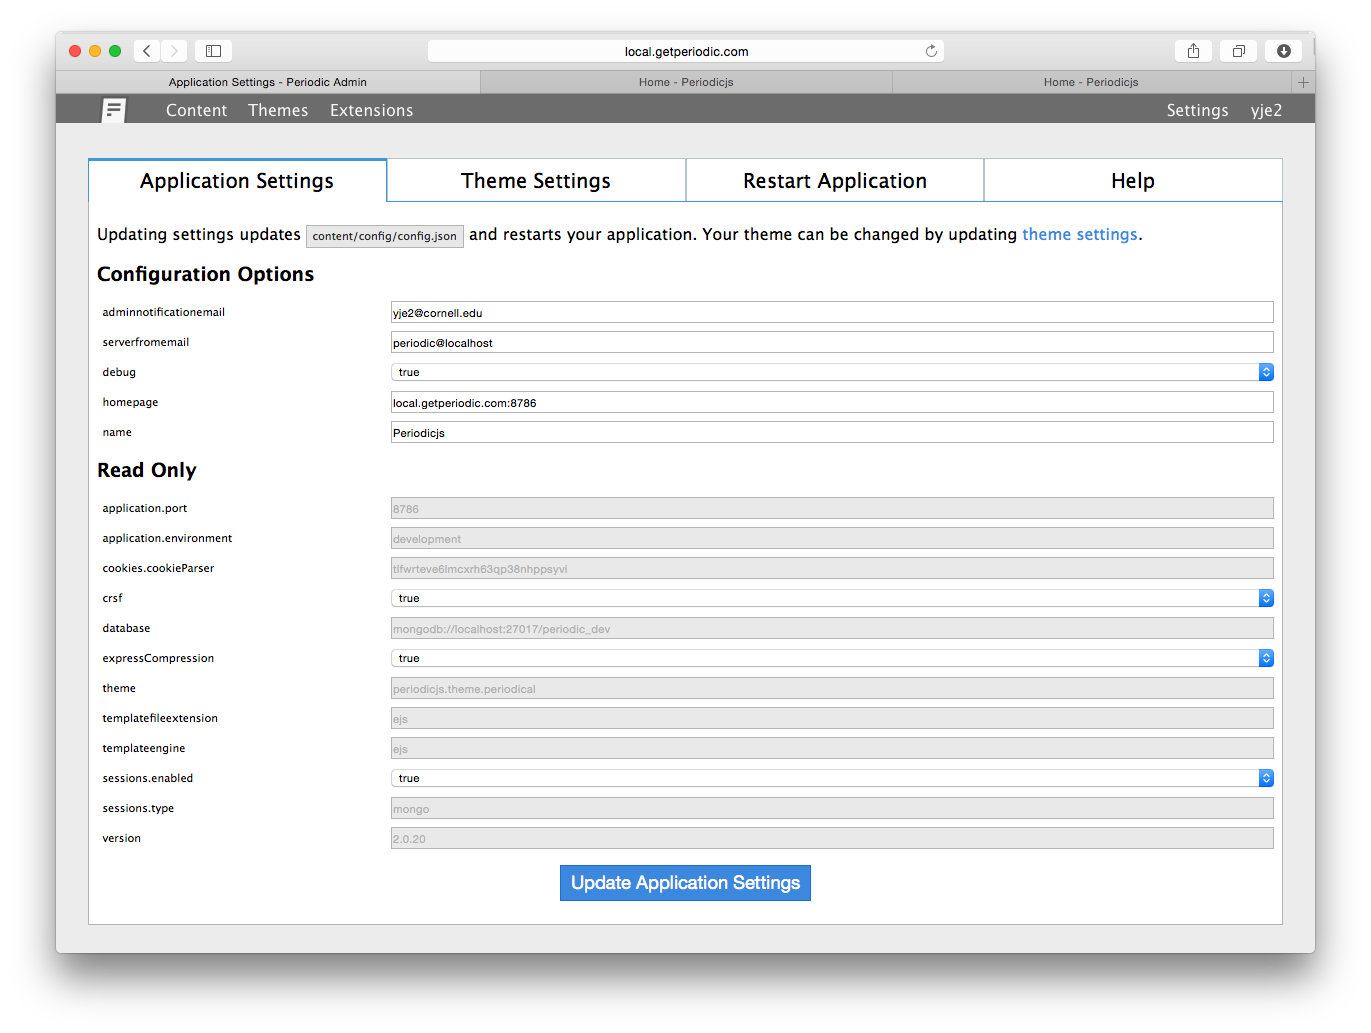 local.getperiodic.com
Application Settings - Periodic Admin Home - Periodicjs Home - Periodicjs
Content Themes Extensions Settings yje2
Application Settings Theme Settings Restart Application Help
Updating settings updates content/config/config.json and restarts your application. Your theme can be changed by updating theme settings.
Configuration Options
adminnotificationemail yje2@cornell.edu
serverfromemail periodic@localhost
debug true
homepage local.getperiodic.com:8786
name Periodicjs
Read Only
application.port 8786
application.environment development
cookies.cookieParser tlfwrteve6lmcxrh63qp38nhppsyvi
crsf true
database mongodb://localhost:27017/periodic_dev
expressCompression true
theme periodicjs.theme.periodical
templatefileextension ejs
templateengine ejs
sessions.enabled true
sessions.type mongo
version 2.0.20
Update Application Settings